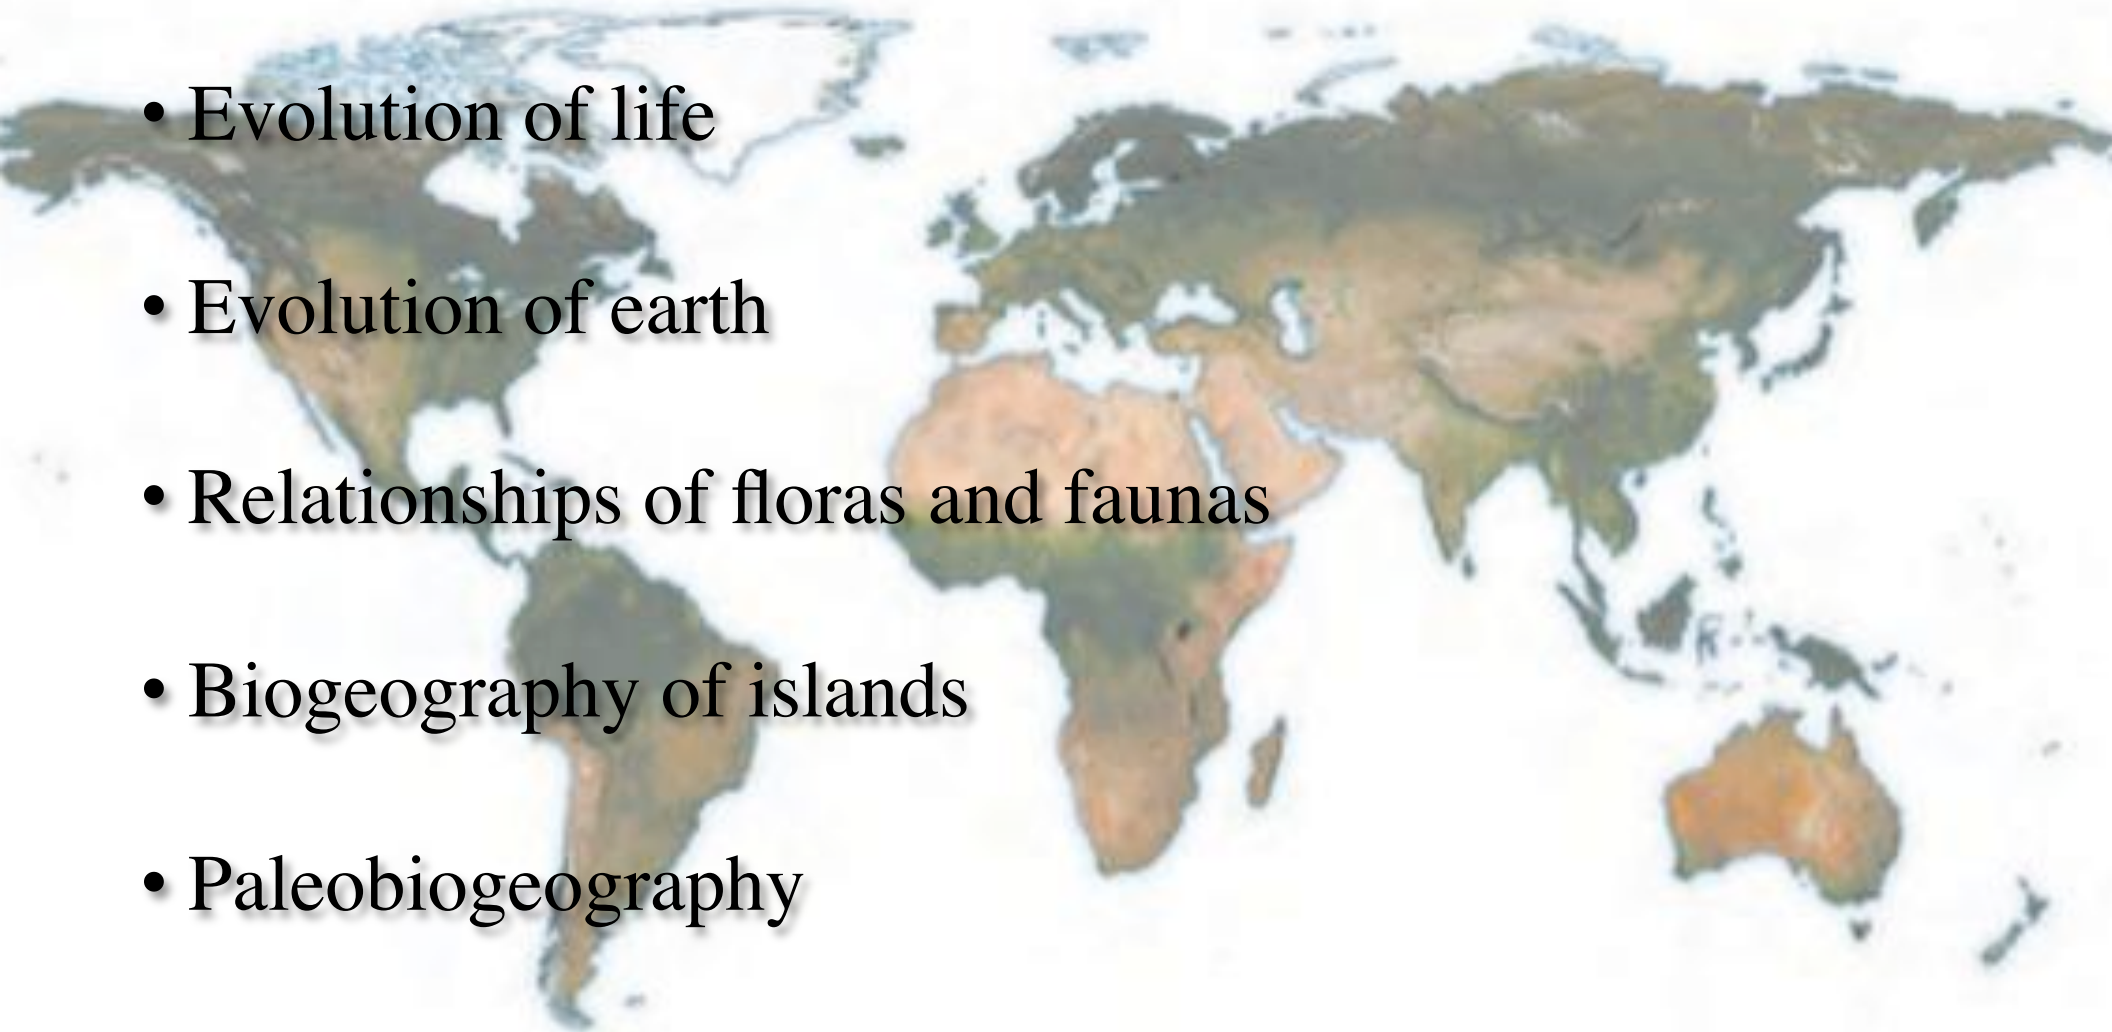 • Evolution of life
• Evolution of earth
• Relationships of floras and faunas
• Biogeography of islands
• Paleobiogeography